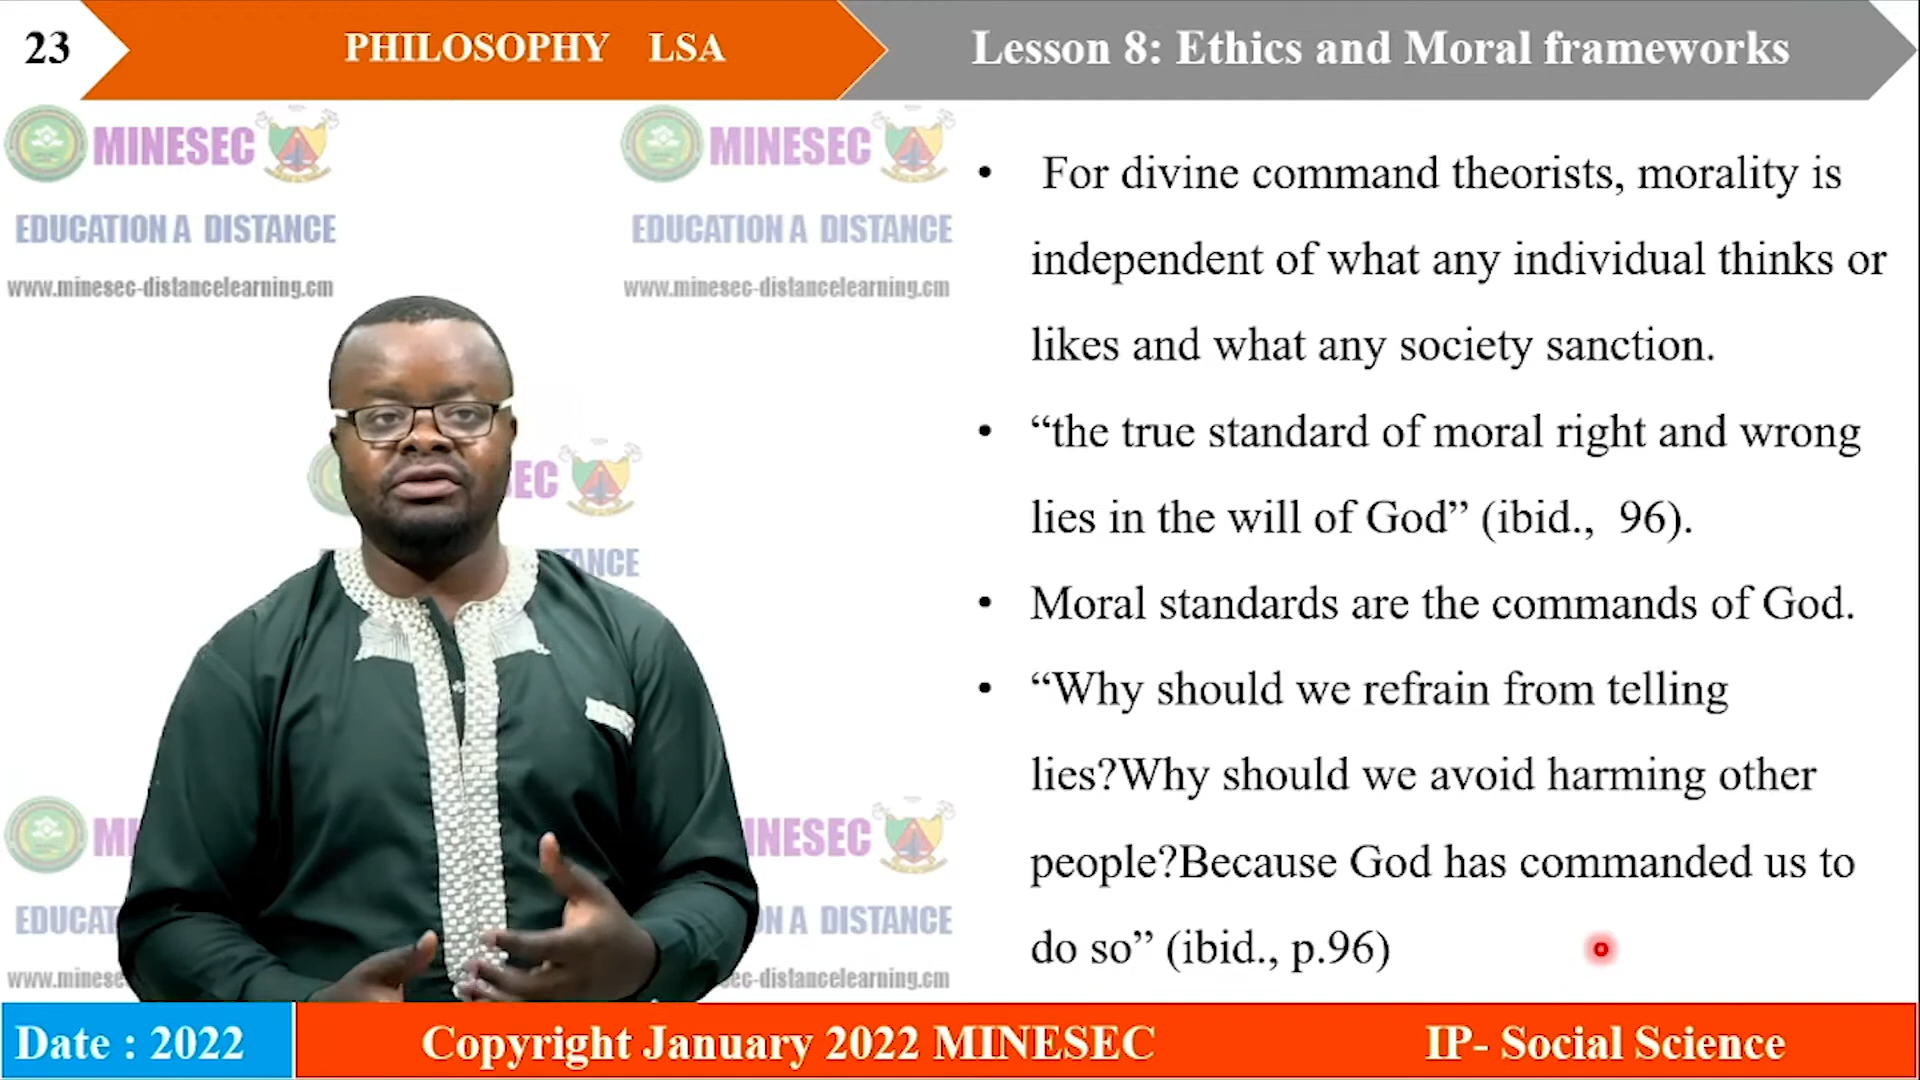 23
PHILOSOPHY LSA
Lesson 8: Ethics and Moral frameworks
MINESEC
EDUCATION A DISTANCE
www.minesec-distancelearning.cm
MINESEC
EDUCATION A DISTANCE
www.minesec-distancelearning.cm
• For divine command theorists, morality is
independent of what any individual thinks or
likes and what any society sanction.
• “the true standard of moral right and wrong
lies in the will of God” (ibid., 96).
• Moral standards are the commands of God.
• “Why should we refrain from telling
lies?Why should we avoid harming other
people?Because God has commanded us to
do so” (ibid., p.96)
Date : 2022
Copyright January 2022 MINESEC
IP- Social Science